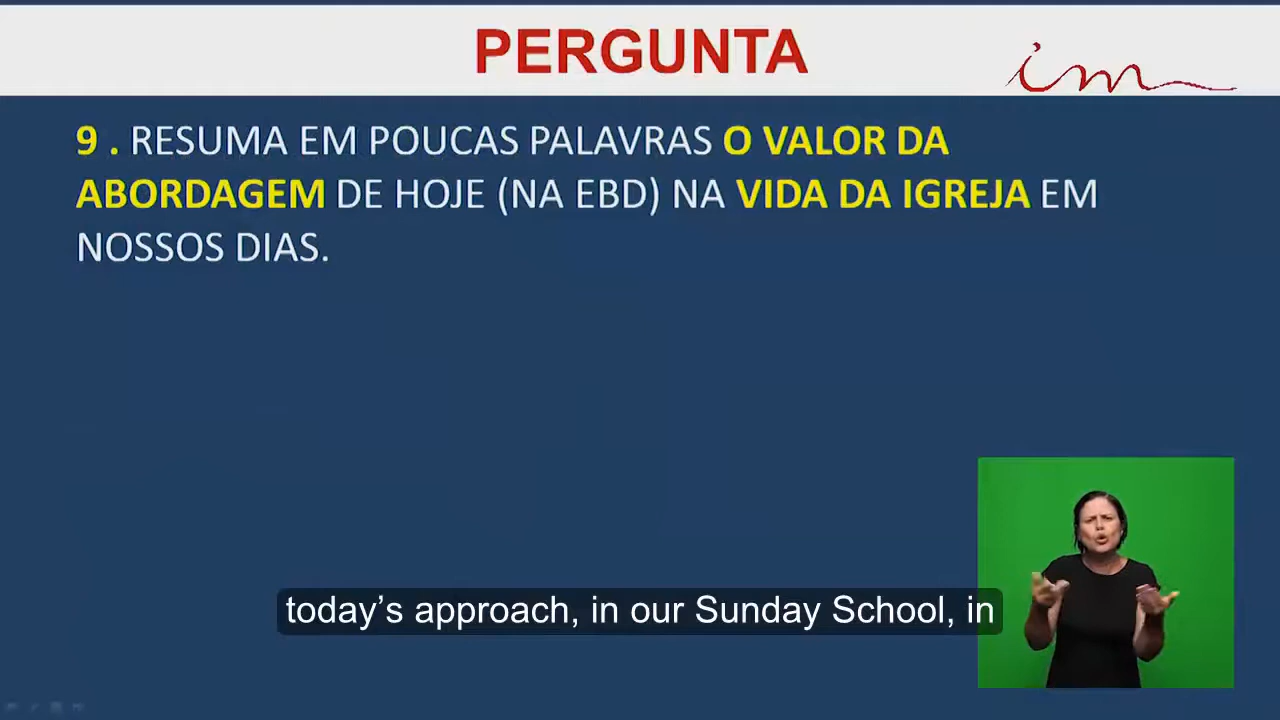 PERGUNTA
im
9 . RESUMA EM POUCAS PALAVRAS O VALOR DA
ABORDAGEM DE HOJE (NA EBD) NA VIDA DA IGREJA EM
NOSSOS DIAS.
today’s approach, in our Sunday School, in